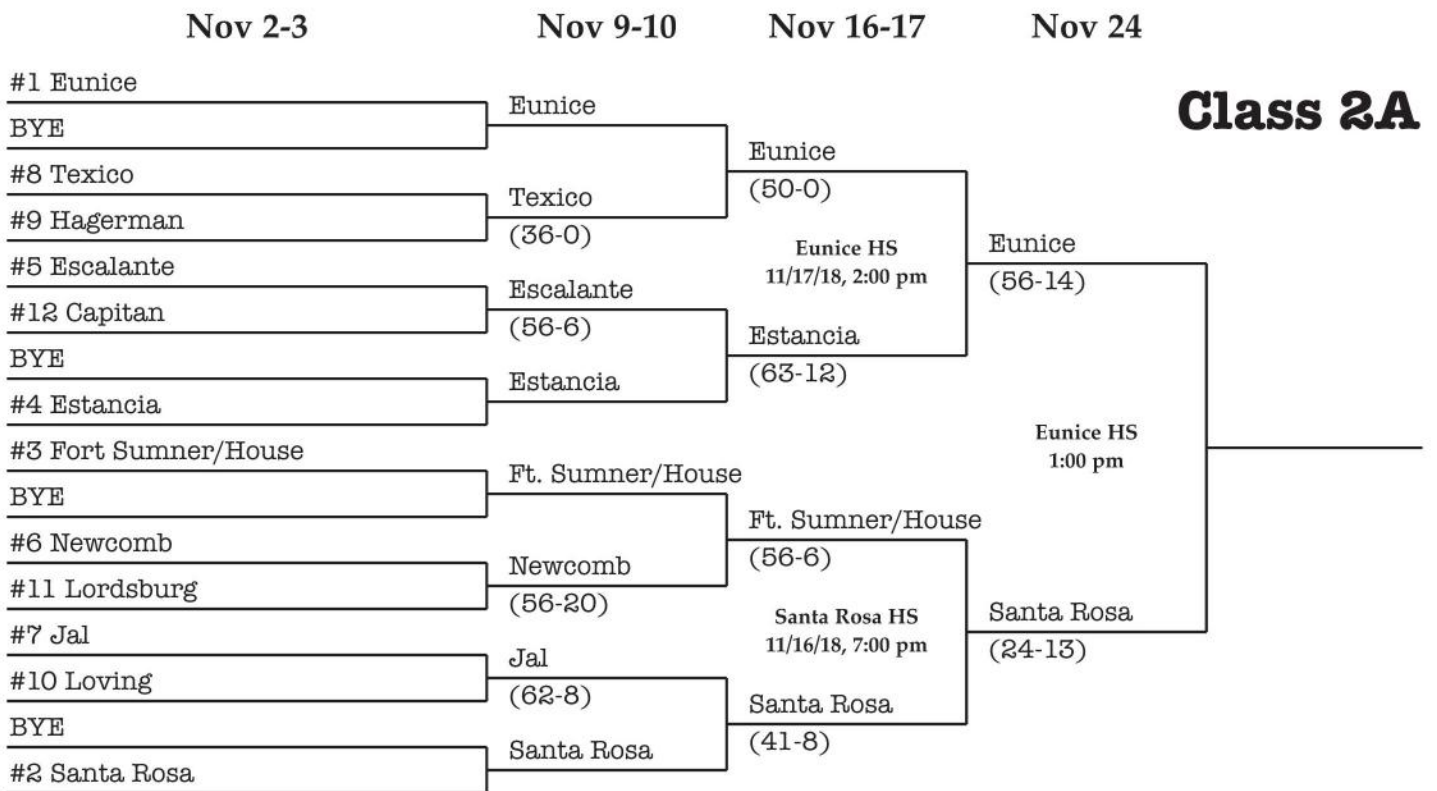 Nov 2-3
Nov 9-10
Nov 16-17
Nov 24
Class 2A
#1 Eunice
BYE
#8 Texico
#9 Hagerman
#5 Escalante
#12 Capitan
BYE
#4 Estancia
#3 Fort Sumner/House
BYE
#6 Newcomb
#11 Lordsburg
#7 Jal
#10 Loving
BYE
#2 Santa Rosa
Eunice
Texico
(36-0)
Escalante
(56-6)
Estancia
Ft. Sumner/House
Newcomb
(56-20)
Jal
(62-8)
Santa Rosa
Eunice
(50-0)
Eunice HS
11/17/18, 2:00 pm
Estancia
(63-12)
Ft. Sumner/House
(56-6)
Santa Rosa HS
11/16/18, 7:00 pm
Santa Rosa
(41-8)
Eunice
(56-14)
Eunice HS
1:00 pm
Santa Rosa
(24-13)